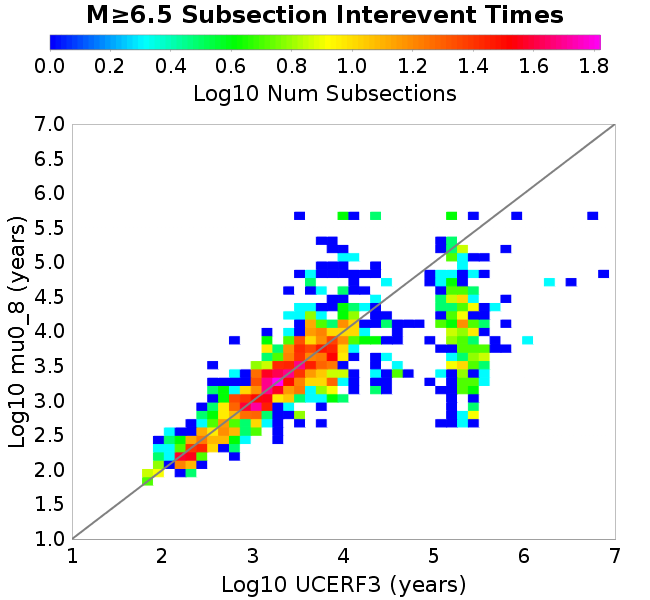 M≥6.5 Subsection Interevent Times
0.0 0.2 0.4 0.6 0.8 1.0 1.2 1.4 1.6 1.8
Log10 Num Subsections
7.0
6.5
6.0
5.5
5.0
4.5
4.0
3.5
3.0
2.5
2.0
1.5
1.0
Log10 mu0_8 (years)
1 2 3 4 5 6 7
Log10 UCERF3 (years)